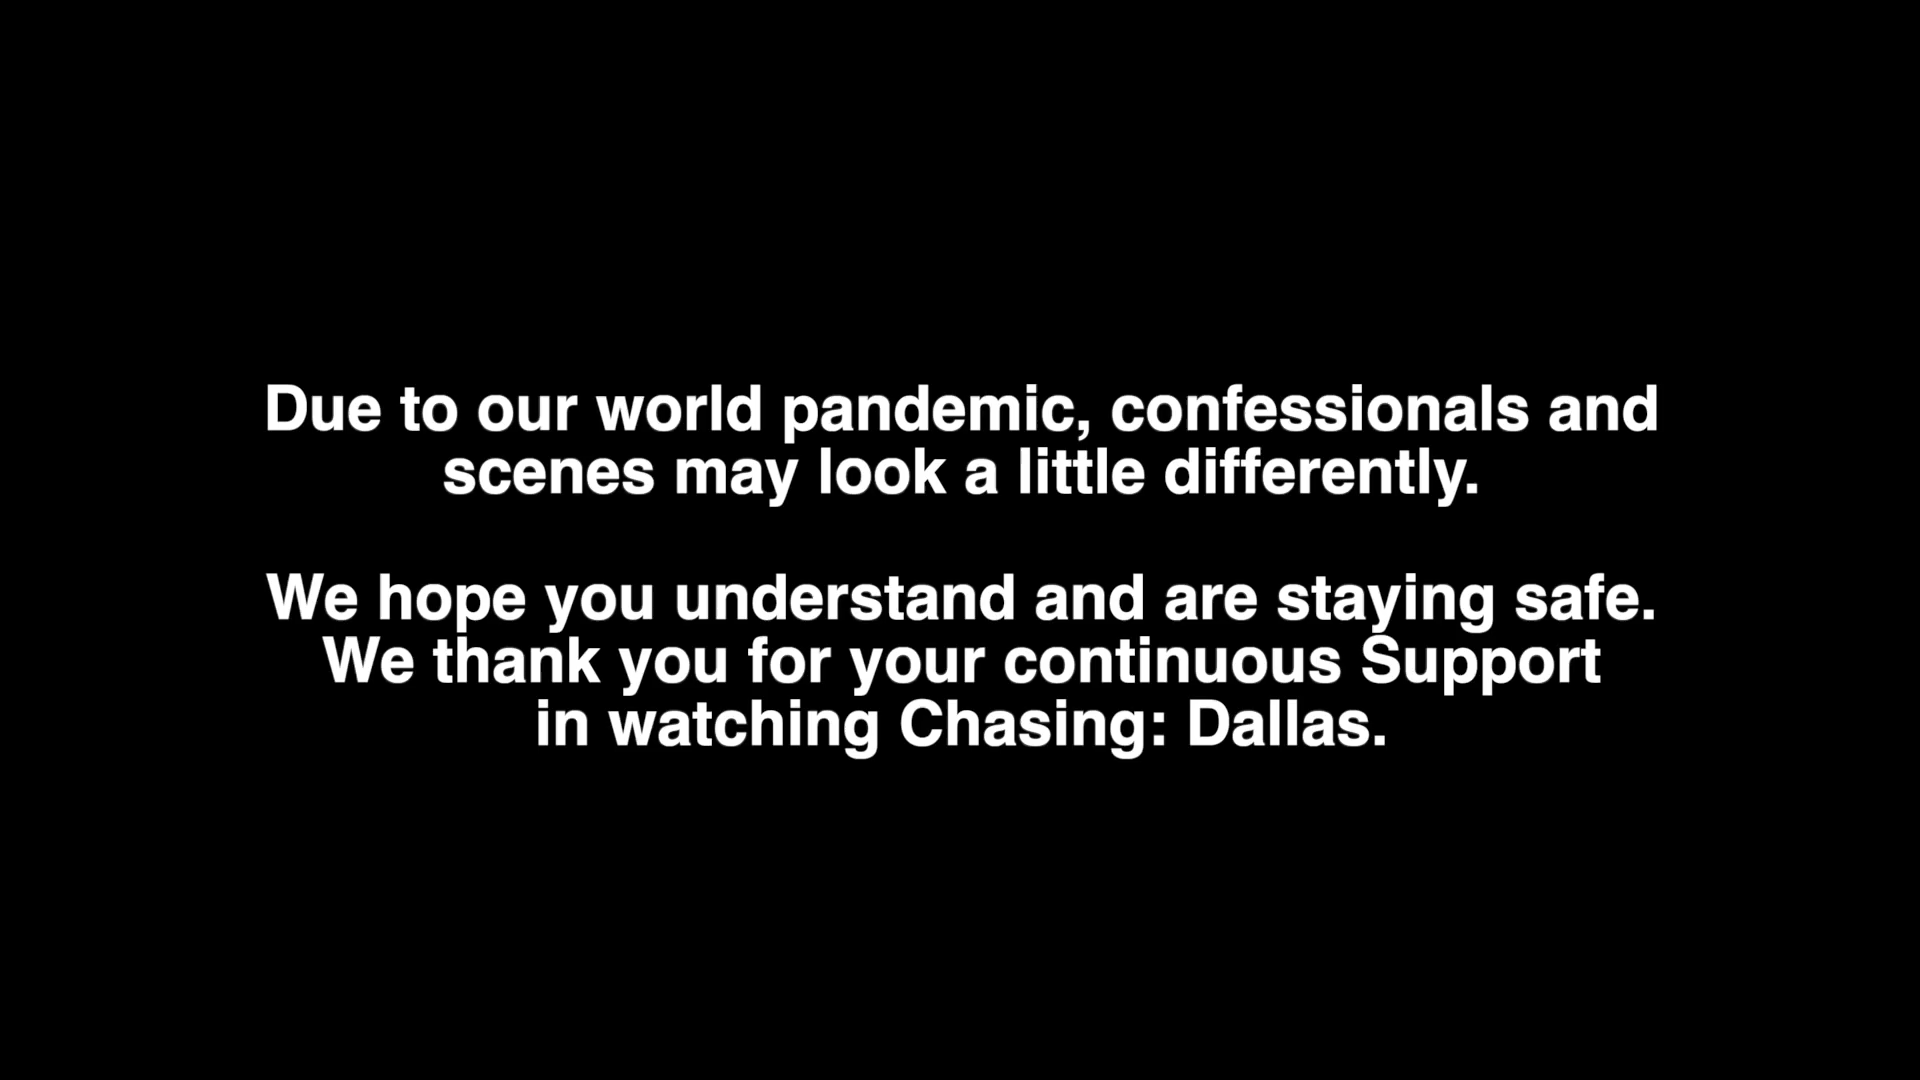 Due to our world pandemic, confessionals and
scenes may look a little differently.
We hope you understand and are staying safe.
We thank you for your continuous Support
in watching Chasing: Dallas.